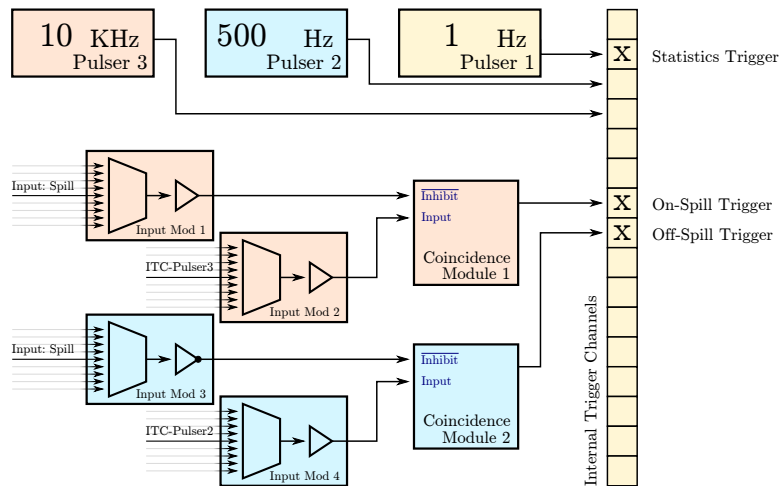 10 KHz
Pulser 3
500 Hz
Pulser 2
1 Hz
Pulser 1
X
Statistics Trigger
Input: Spill
Input Mod 1
Inhibit
Input
Coincidence
Module 1
X
On-Spill Trigger
X
Off-Spill Trigger
ITC-Pulser3
Input Mod 2
Input: Spill
Input Mod 3
Inhibit
Input
Coincidence
Module 2
ITC-Pulser2
Input Mod 4
Internal Trigger Channels